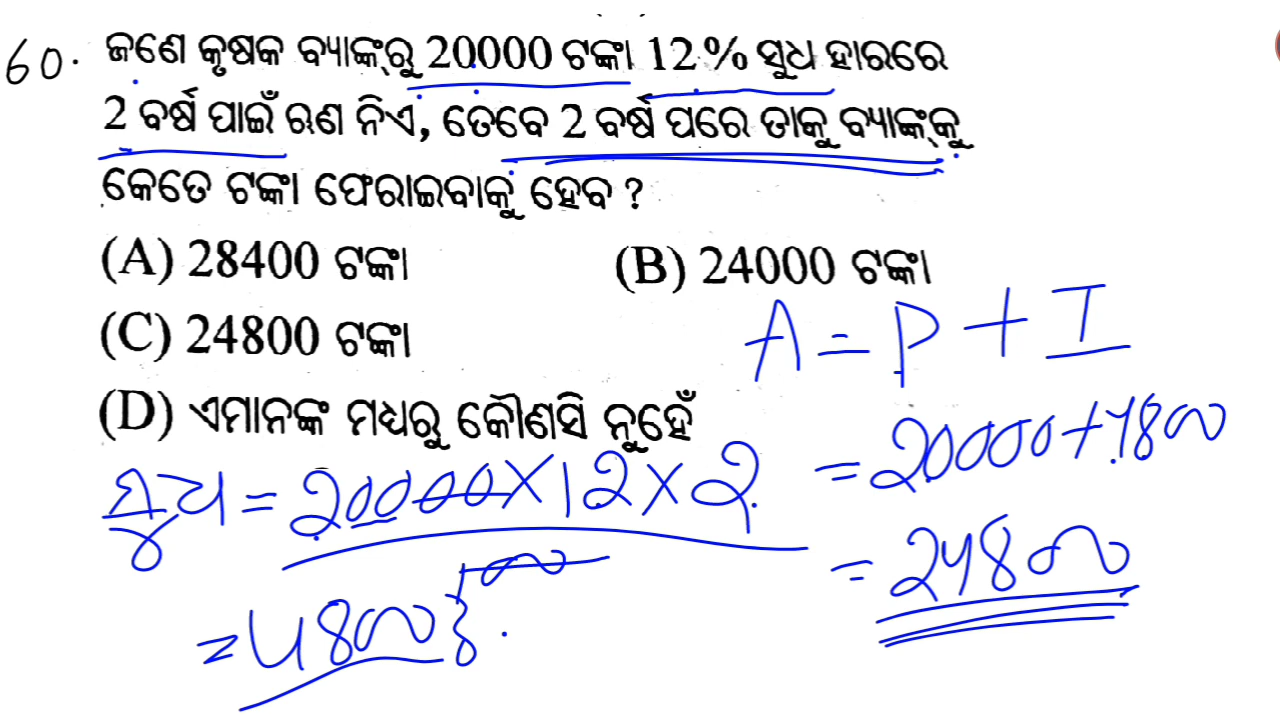 60. ଜଣେ କୃଷକ ବ୍ୟାଙ୍କ୍‌ରୁ 20000 ଟଙ୍କା 12% ସୁଧ ହାରରେ
2 ବର୍ଷ ପାଇଁ ଋଣ ନିଏ, ତେବେ 2 ବର୍ଷ ପରେ ତାକୁ ବ୍ୟାଙ୍କ୍‌କୁ
କେତେ ଟଙ୍କା ଫେରାଇବାକୁ ହେବ ?
(A) 28400 ଟଙ୍କା (B) 24000 ଟଙ୍କା
(C) 24800 ଟଙ୍କା
(D) ଏମାନଙ୍କ ମଧ୍ୟରୁ କୌଣସି ନୁହେଁ
A = P + I
ସୁଧ = 20000 × 12 × 2
= 20000 + 4800
100
= 24800
= 4800